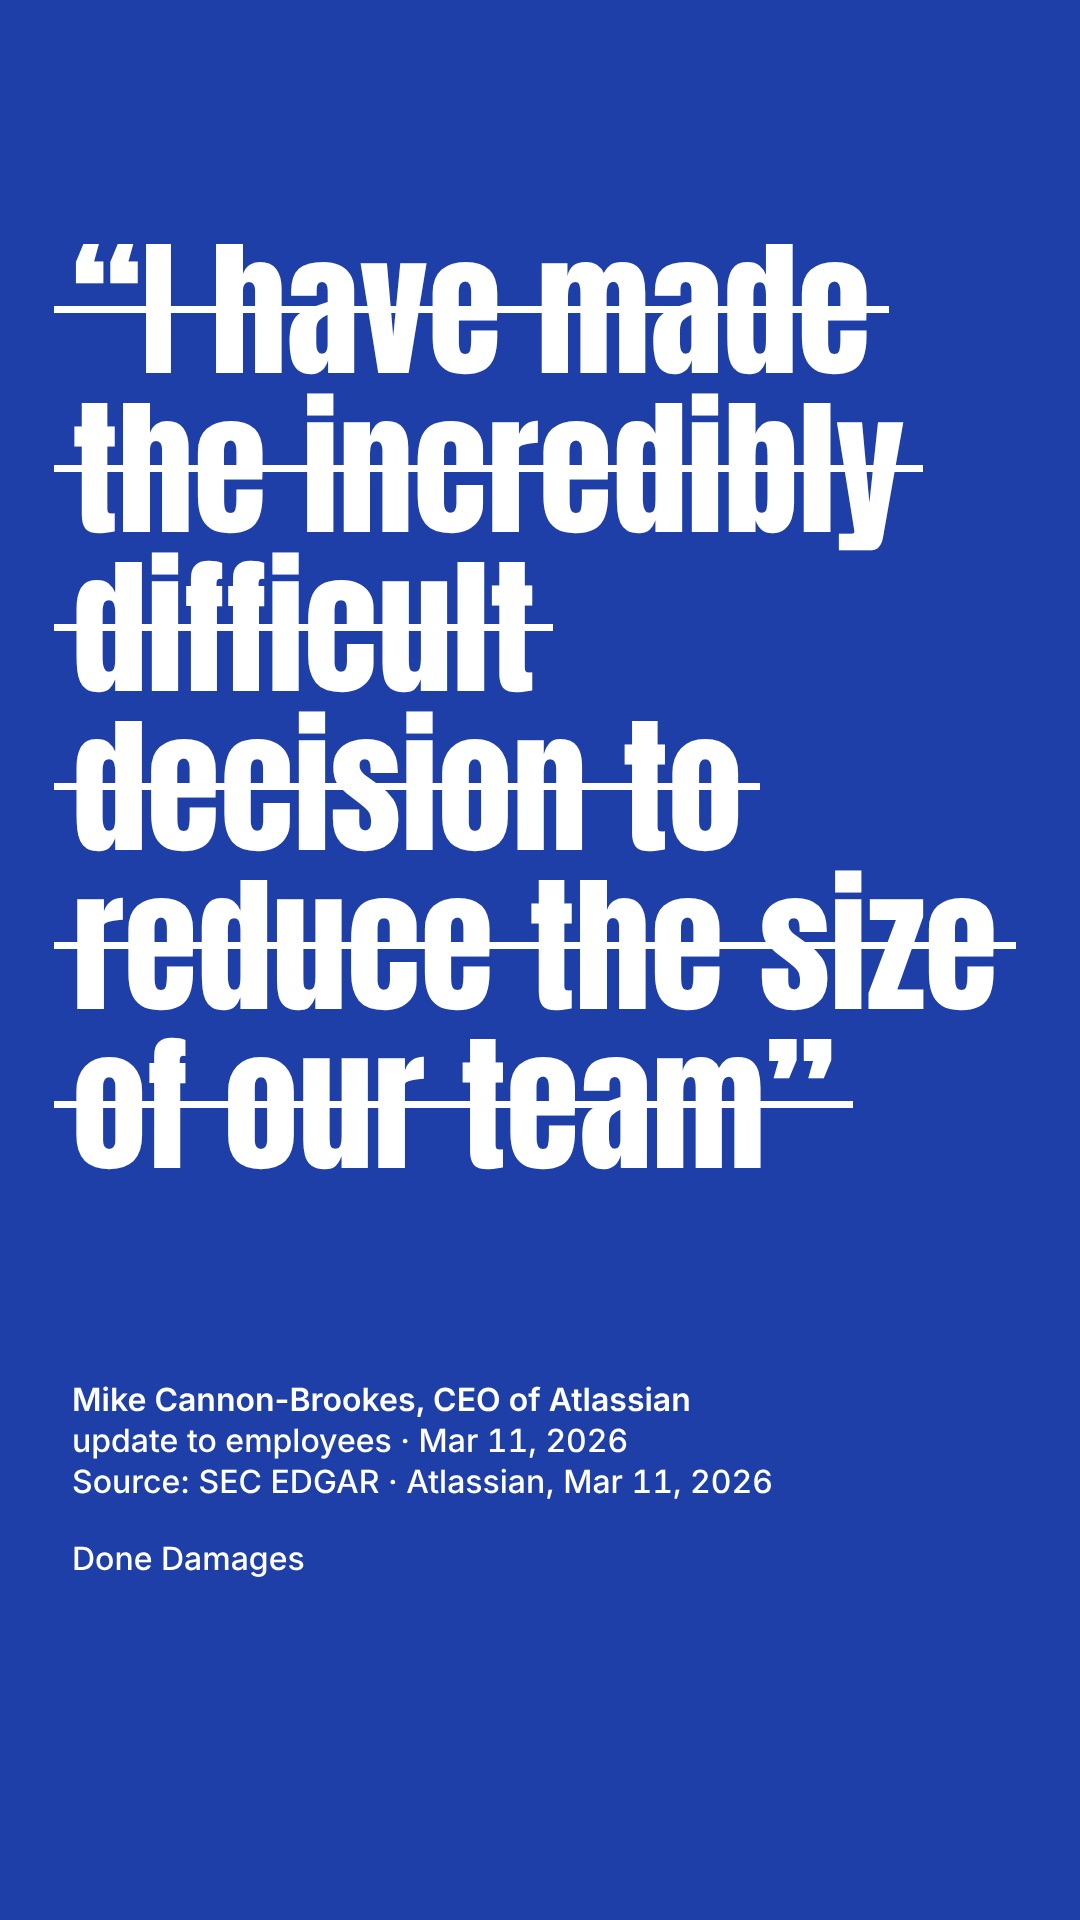 “I have made
the incredibly
difficult
decision to
reduce the size
of our team”
Mike Cannon-Brookes, CEO of Atlassian
update to employees · Mar 11, 2026
Source: SEC EDGAR · Atlassian, Mar 11, 2026
Done Damages